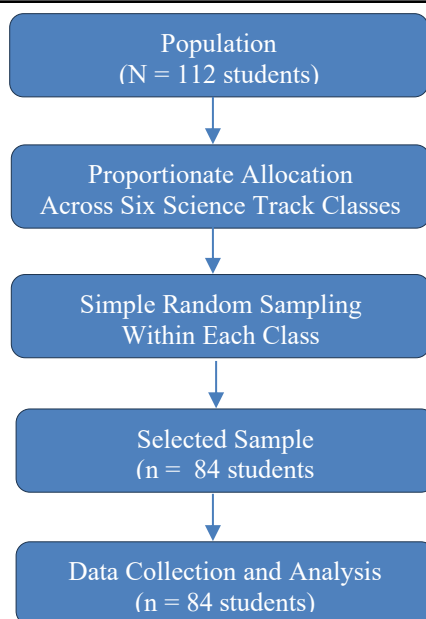 Population
(N = 112 students)
Proportionate Allocation
Across Six Science Track Classes
Simple Random Sampling
Within Each Class
Selected Sample
(n = 84 students
Data Collection and Analysis
(n = 84 students)